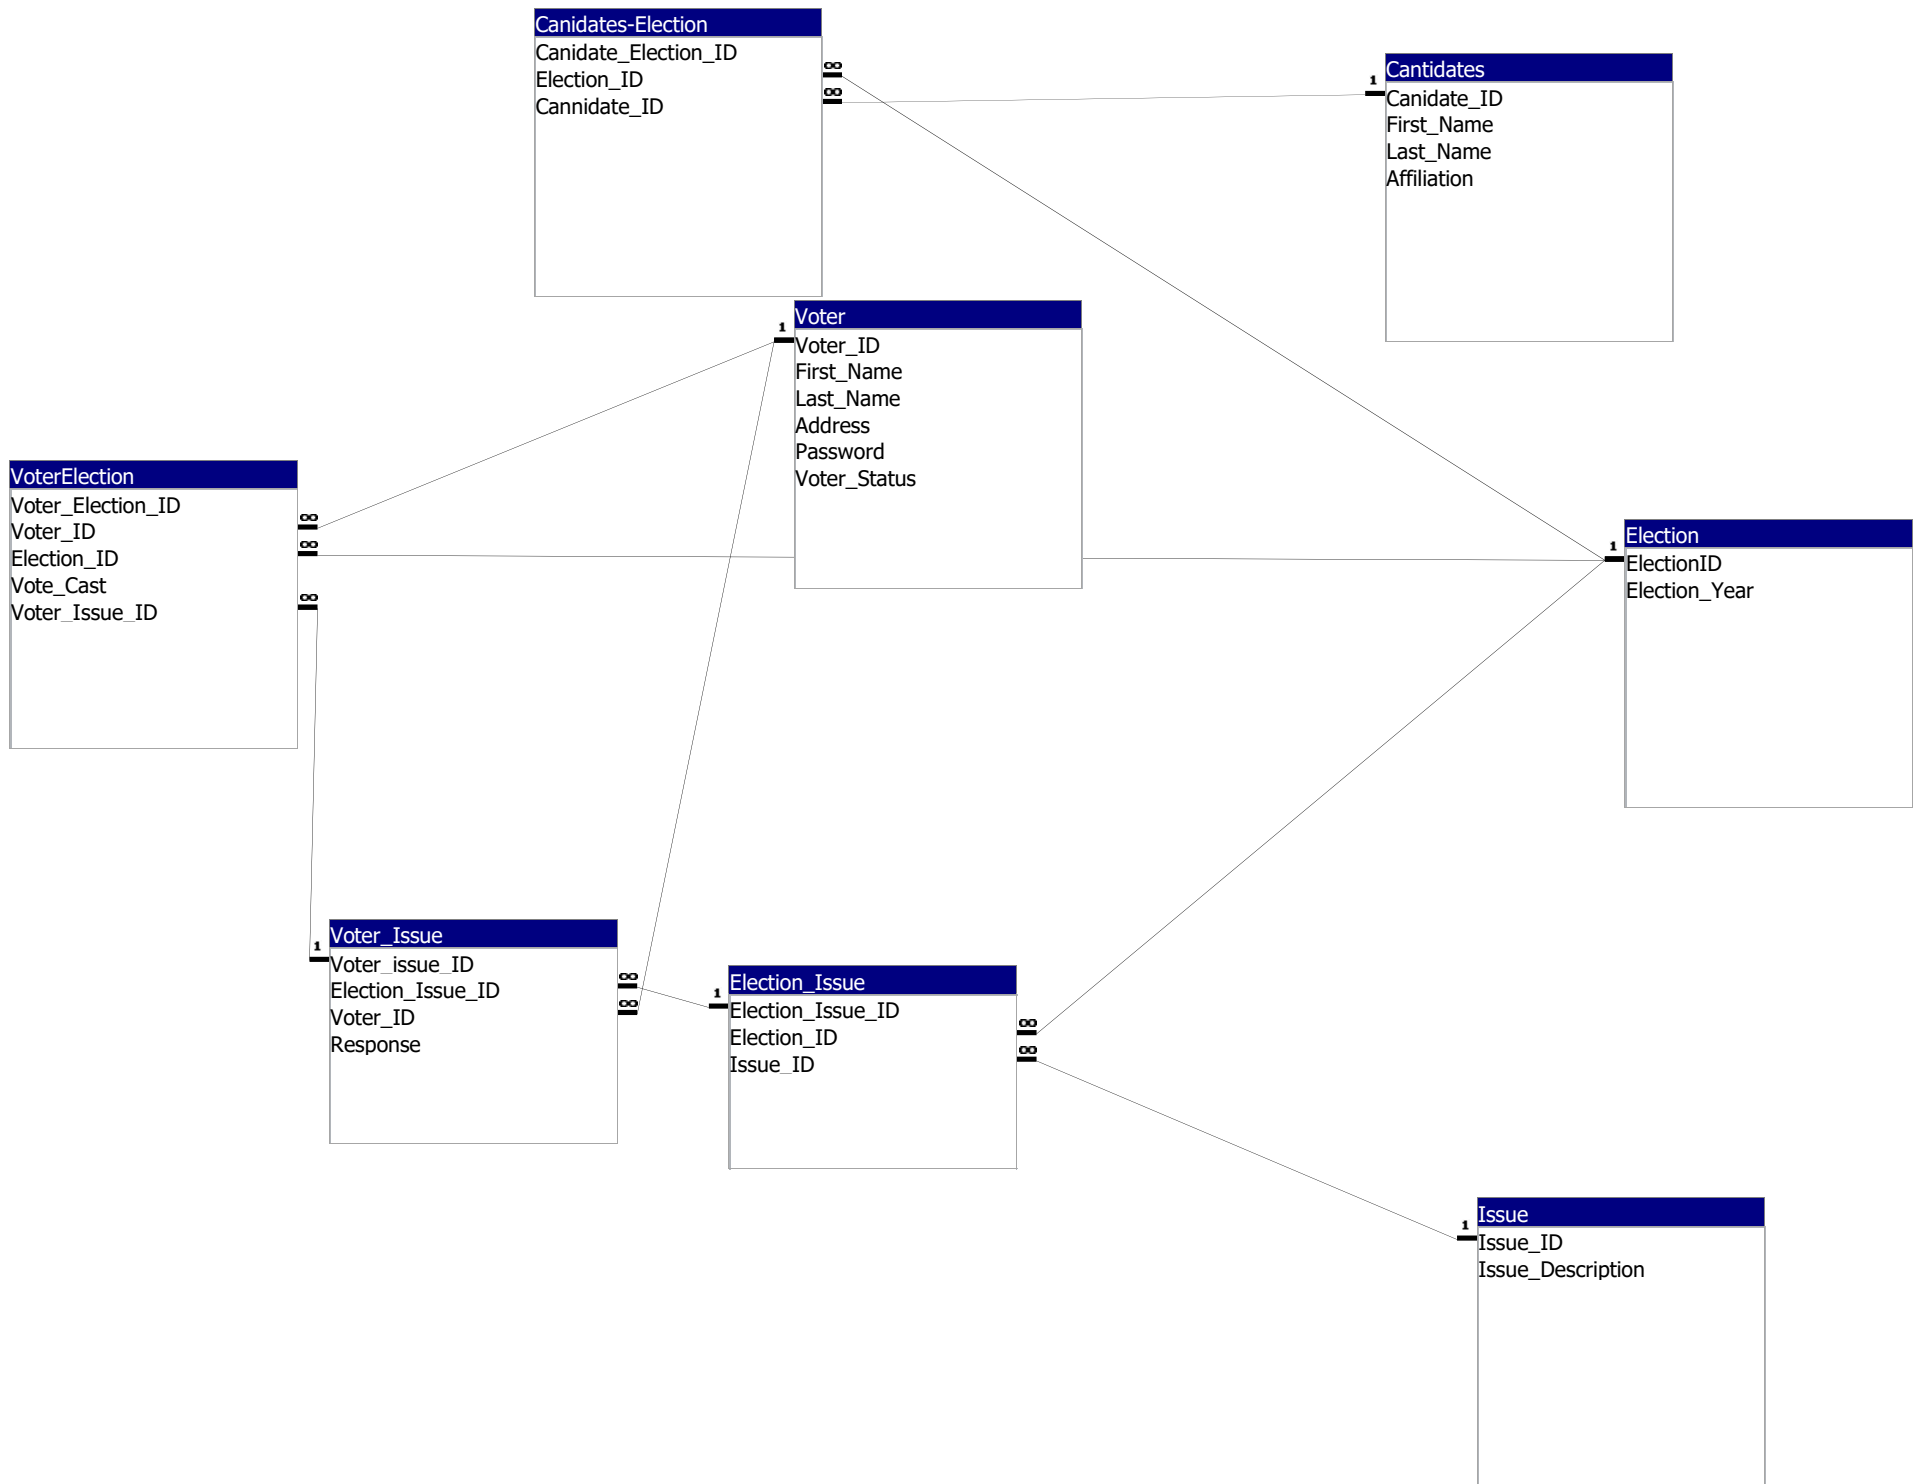 Canidates-Election
Canidate_Election_ID
Election_ID
Cannidate_ID
∞
∞
1
Cantidates
Canidate_ID
First_Name
Last_Name
Affiliation
1
Voter
Voter_ID
First_Name
Last_Name
Address
Password
Voter_Status
VoterElection
Voter_Election_ID
Voter_ID
Election_ID
Vote_Cast
Voter_Issue_ID
∞
∞
∞
1
Election
ElectionID
Election_Year
1
Voter_Issue
Voter_issue_ID
Election_Issue_ID
Voter_ID
Response
∞
∞
1
Election_Issue
Election_Issue_ID
Election_ID
Issue_ID
∞
∞
1
Issue
Issue_ID
Issue_Description